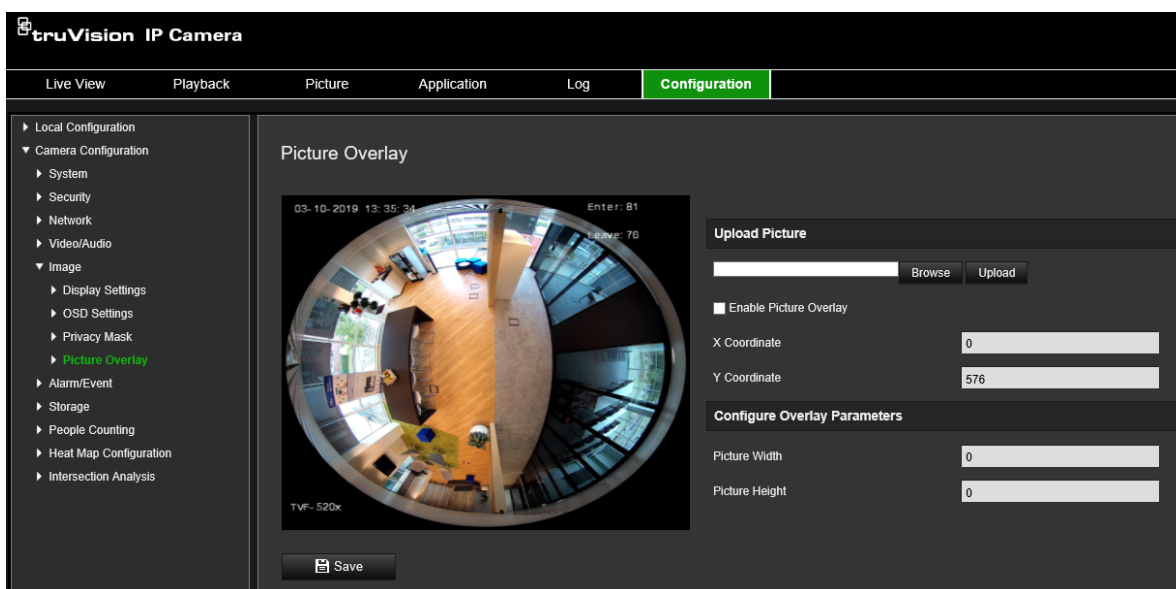 truVision IP Camera
Live View Playback Picture Application Log Configuration
Local Configuration
Camera Configuration
System
Security
Network
Video/Audio
Image
Display Settings
OSD Settings
Privacy Mask
Picture Overlay
Alarm/Event
Storage
People Counting
Heat Map Configuration
Intersection Analysis
Picture Overlay
03-10-2019 13:35:34 Enter: 81
Leave: 76
TVF-520x
Save
Upload Picture
Browse Upload
Enable Picture Overlay
X Coordinate 0
Y Coordinate 576
Configure Overlay Parameters
Picture Width 0
Picture Height 0